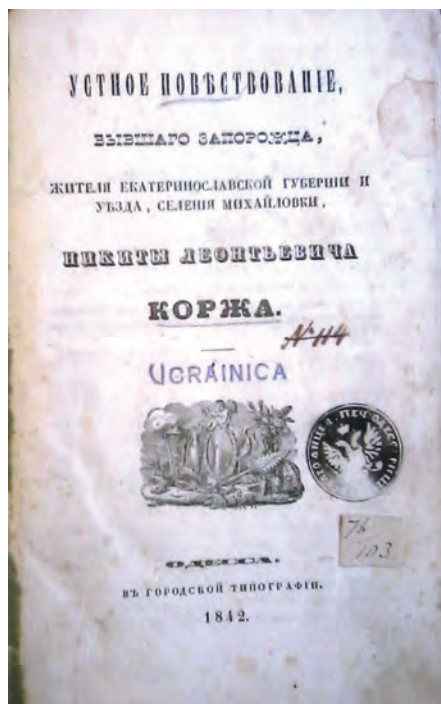 УСТНОЕ ПОВѢСТВОВАНІЕ,
БЫВШАГО ЗАПОРОЖЦА,
ЖИТЕЛЯ ЕКАТЕРИНОСЛАВСКОЙ ГУБЕРНІИ И
УѢЗДА, СЕЛЕНІЯ МИХАЙЛОВКИ,
НИКИТЫ ЛЕОНТЬЕВИЧА
КОРЖА.
№ 114
UCRAINICA
76
103
ОДЕССА.
ВЪ ГОРОДСКОЙ ТИПОГРАФІИ.
1842.